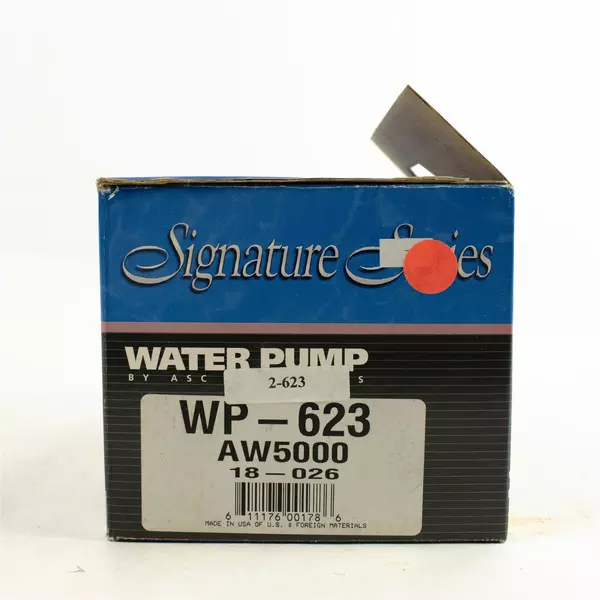 Signature Series
WATER PUMP
BY ASC
2-623
WP-623
AW5000
18-026
6 11176 00178 6
MADE IN USA OF U.S. & FOREIGN MATERIALS